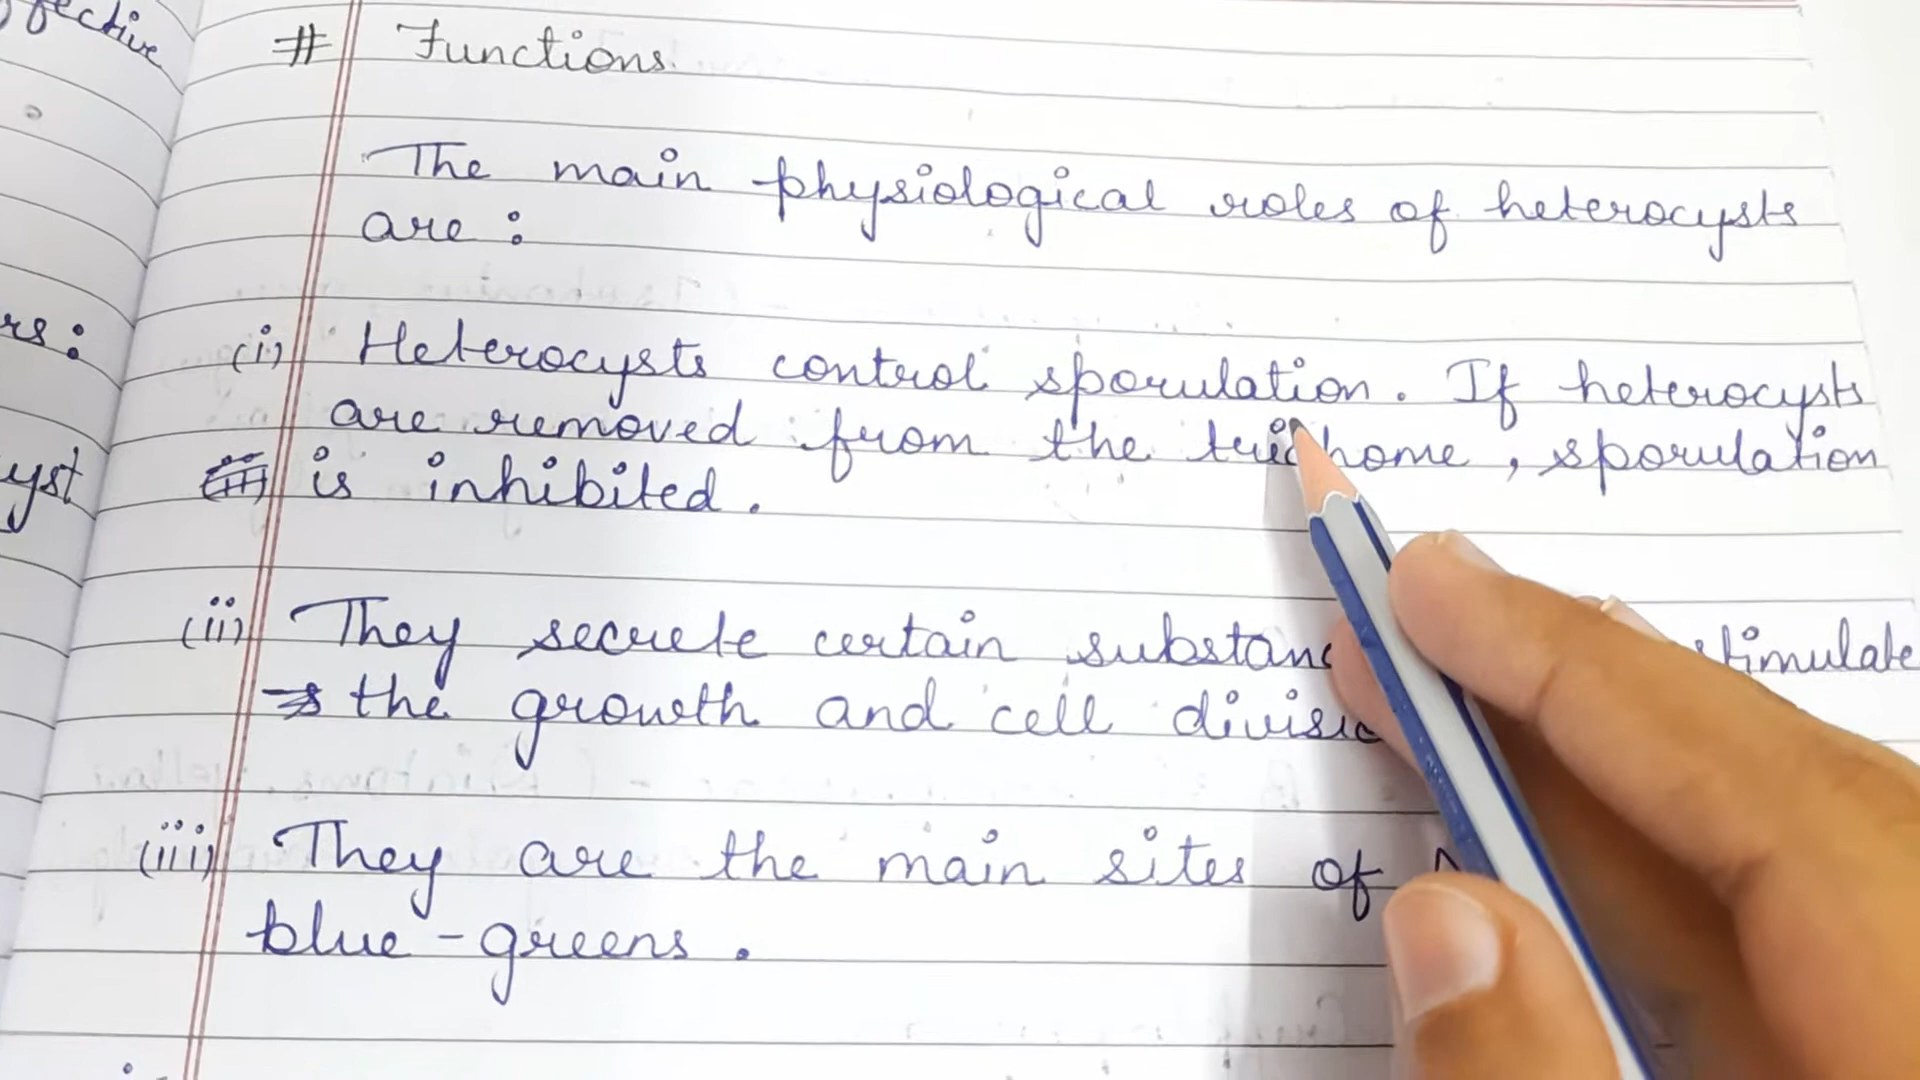 # Functions.
The main physiological roles of heterocysts
are :
(i) Heterocysts control sporulation. If heterocysts
are removed from the trichome, sporulation
is inhibited.
(ii) They secrete certain stimulate
the growth and cell
(iii) They are the main sites of
blue-greens.